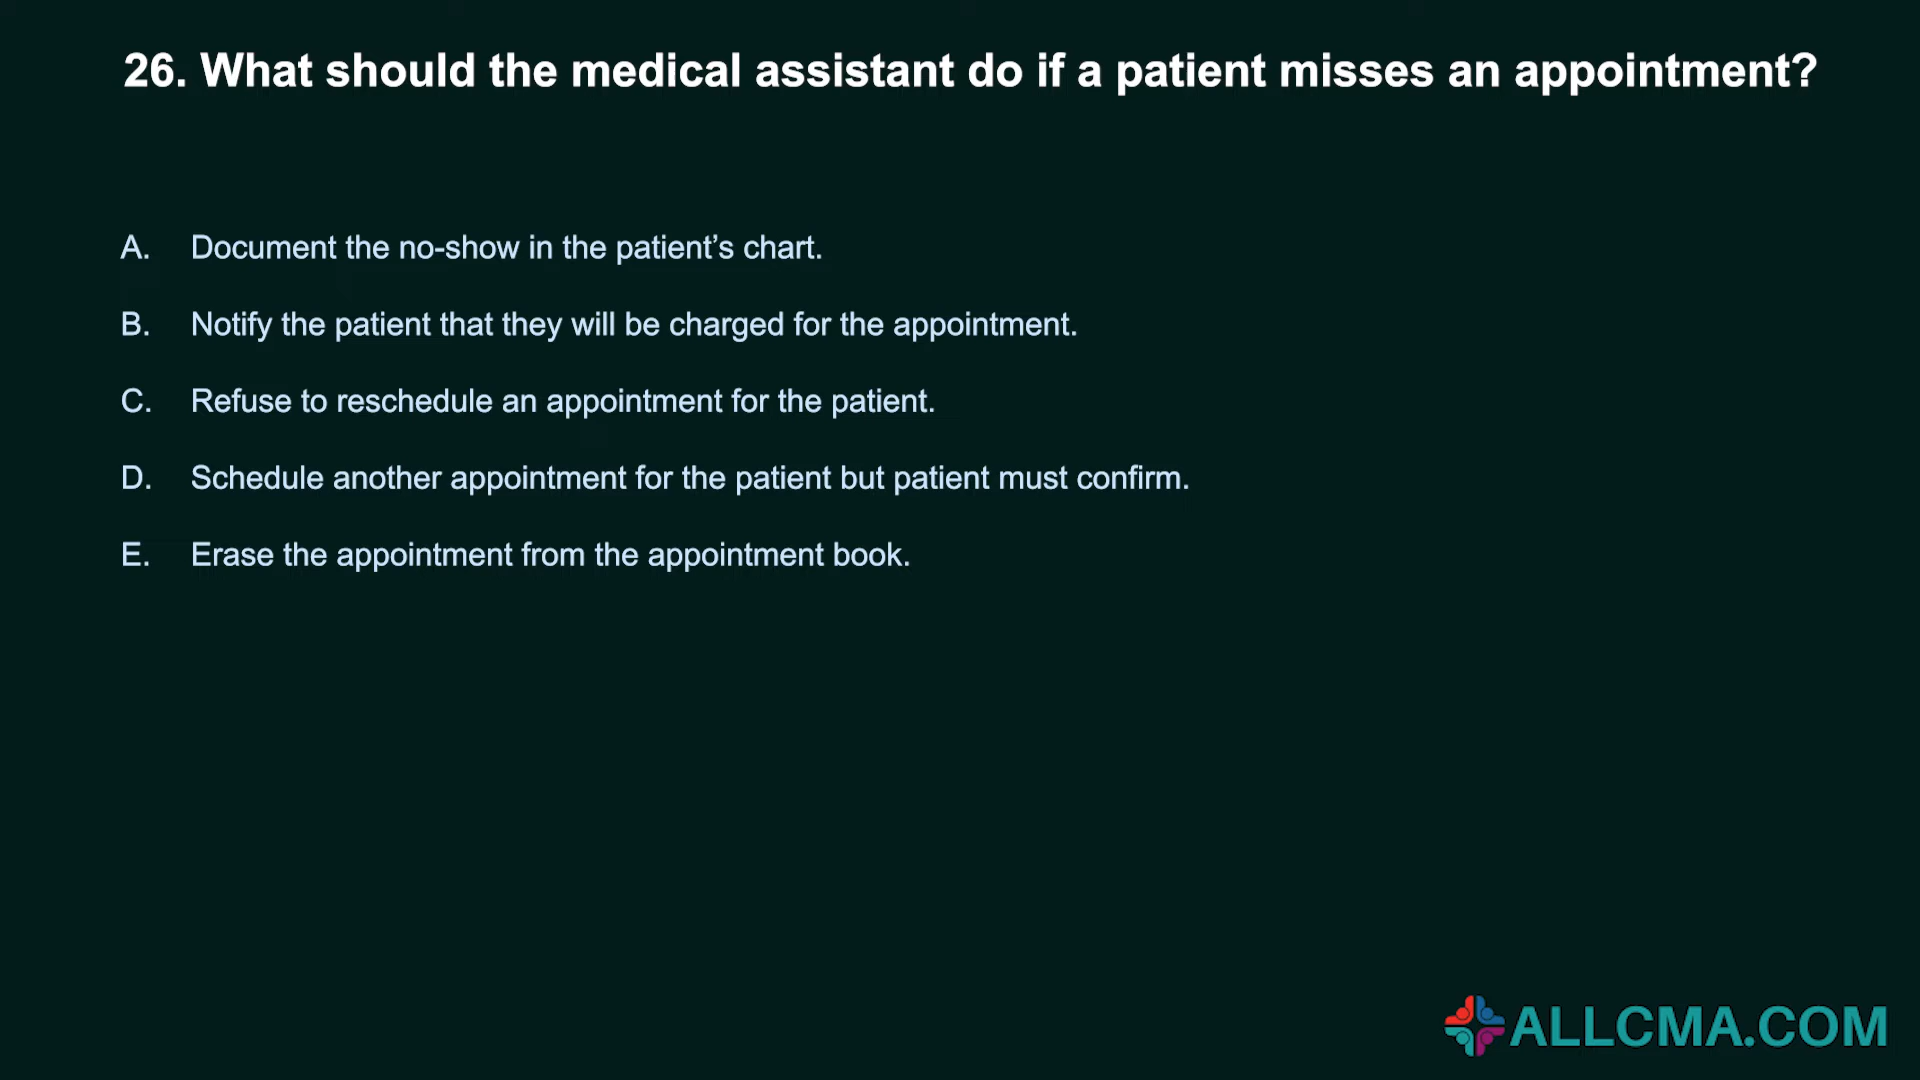 26. What should the medical assistant do if a patient misses an appointment?
A. Document the no-show in the patient’s chart.
B. Notify the patient that they will be charged for the appointment.
C. Refuse to reschedule an appointment for the patient.
D. Schedule another appointment for the patient but patient must confirm.
E. Erase the appointment from the appointment book.
ALLCMA.COM